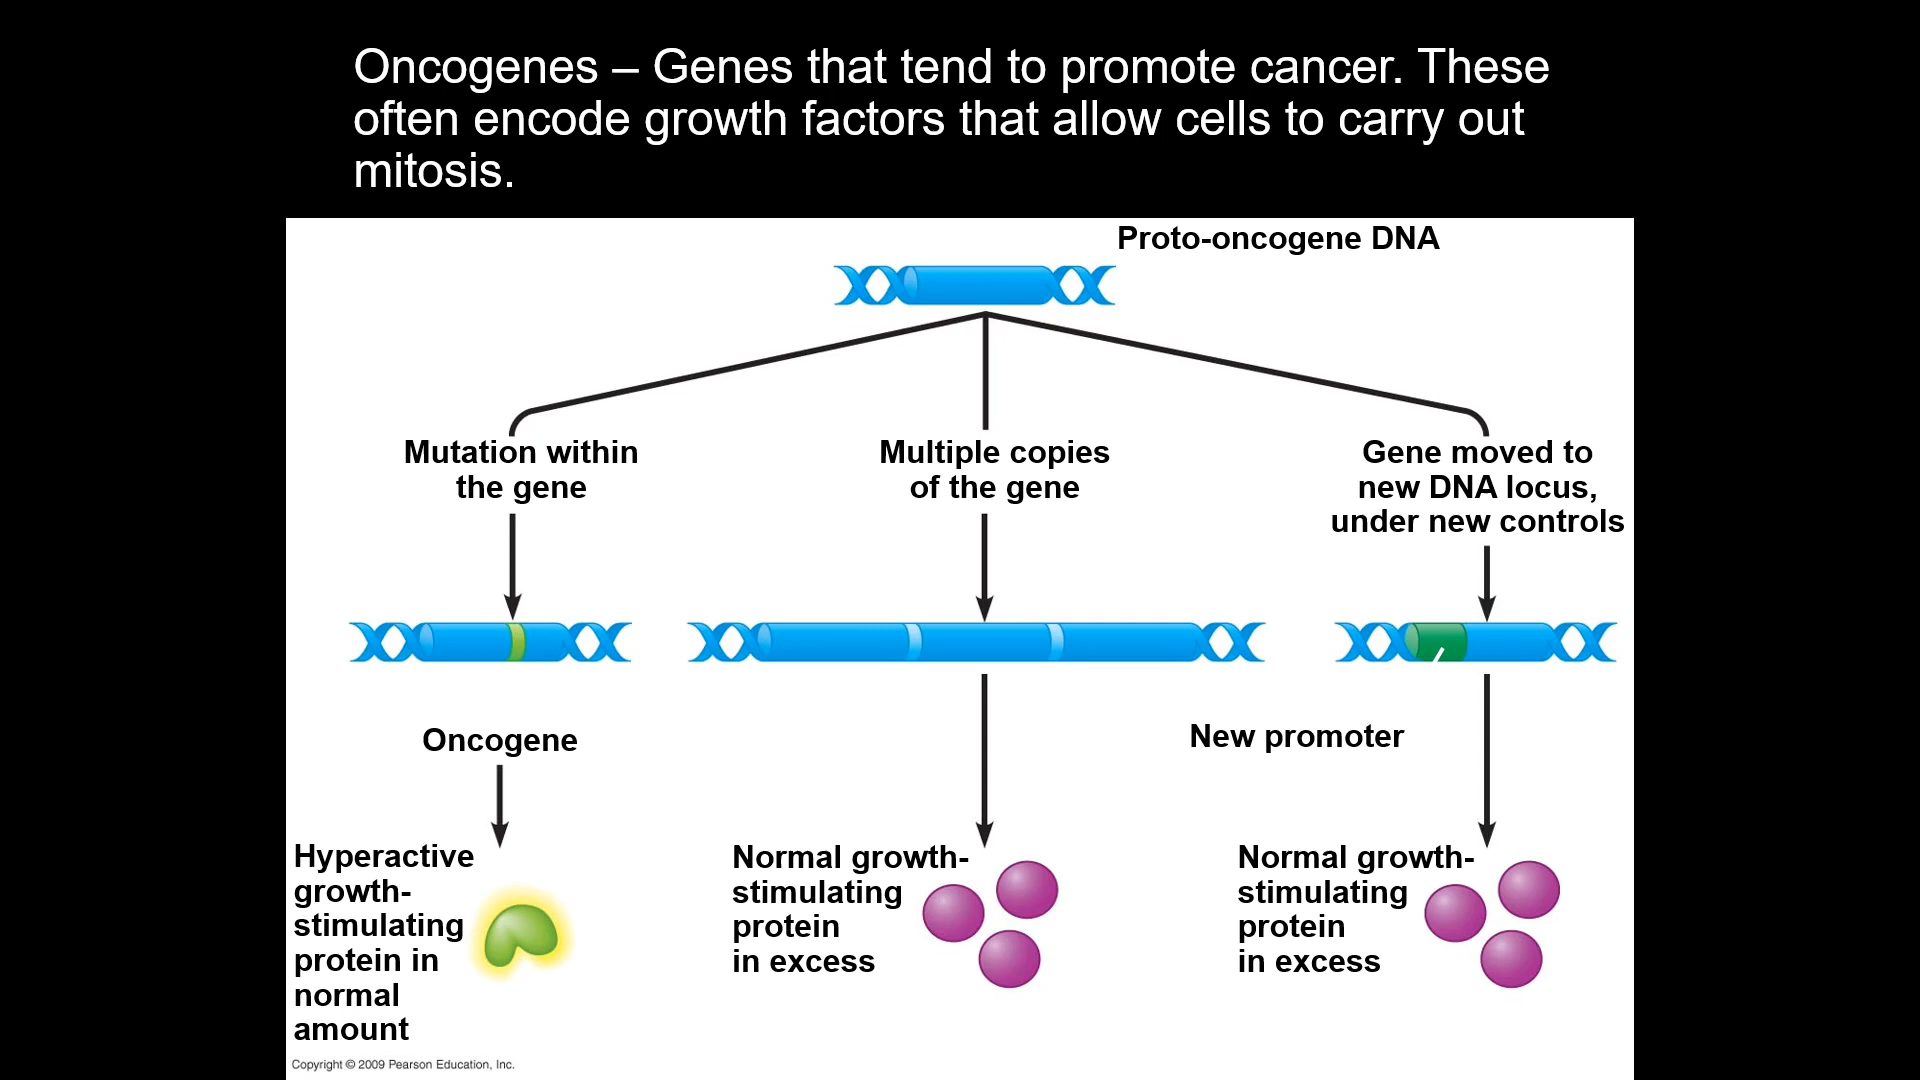 Oncogenes – Genes that tend to promote cancer. These
often encode growth factors that allow cells to carry out
mitosis.
Proto-oncogene DNA
Mutation within
the gene
Multiple copies
of the gene
Gene moved to
new DNA locus,
under new controls
Oncogene
New promoter
Hyperactive
growth-
stimulating
protein in
normal
amount
Normal growth-
stimulating
protein
in excess
Normal growth-
stimulating
protein
in excess
Copyright © 2009 Pearson Education, Inc.